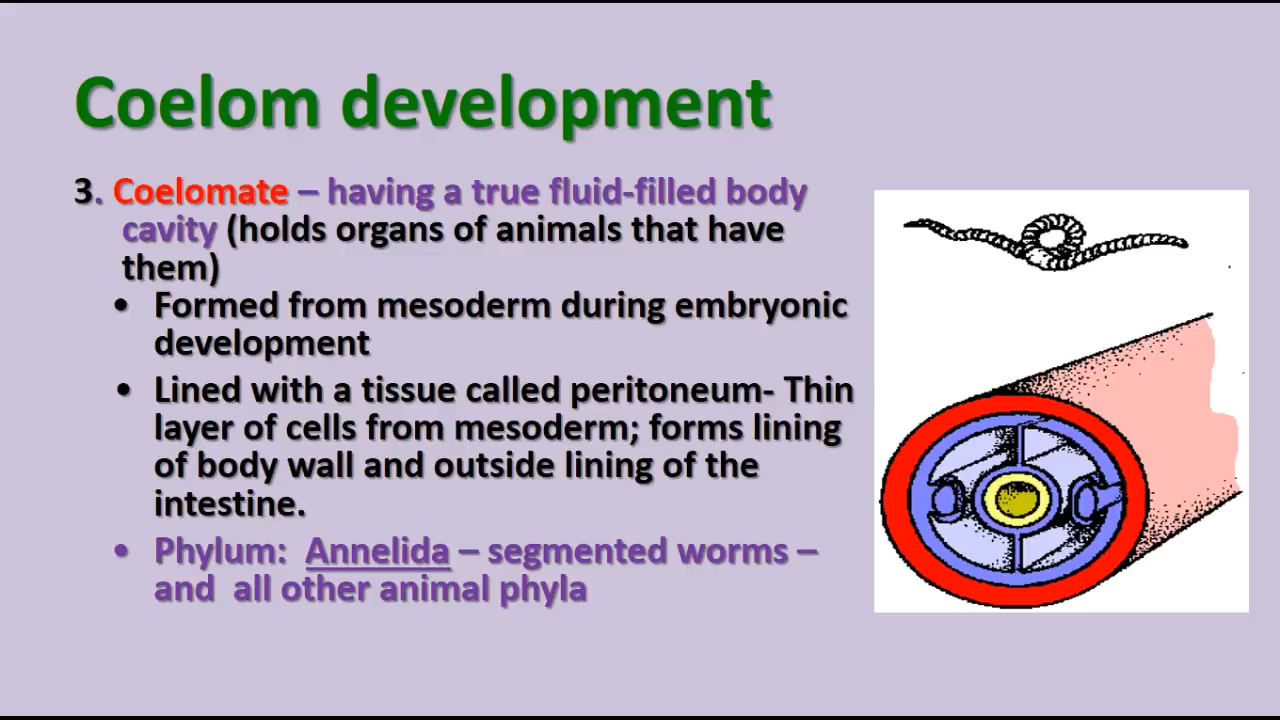 Coelom development
3. Coelomate – having a true fluid-filled body
cavity (holds organs of animals that have
them)
• Formed from mesoderm during embryonic
development
• Lined with a tissue called peritoneum- Thin
layer of cells from mesoderm; forms lining
of body wall and outside lining of the
intestine.
• Phylum: Annelida – segmented worms –
and all other animal phyla